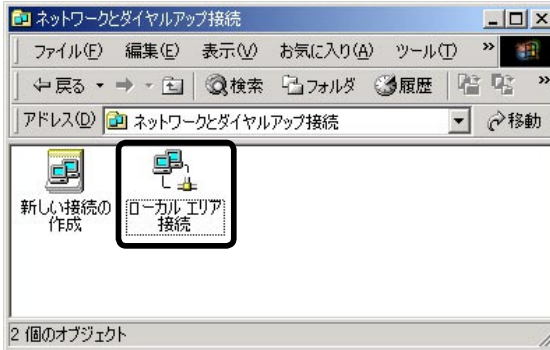 ネットワークとダイヤルアップ接続
ファイル(F) 編集(E) 表示(V) お気に入り(A) ツール(T) »
戻る 検索 フォルダ 履歴 »
アドレス(D) ネットワークとダイヤルアップ接続 移動
新しい接続の
作成
ローカル エリア
接続
2 個のオブジェクト